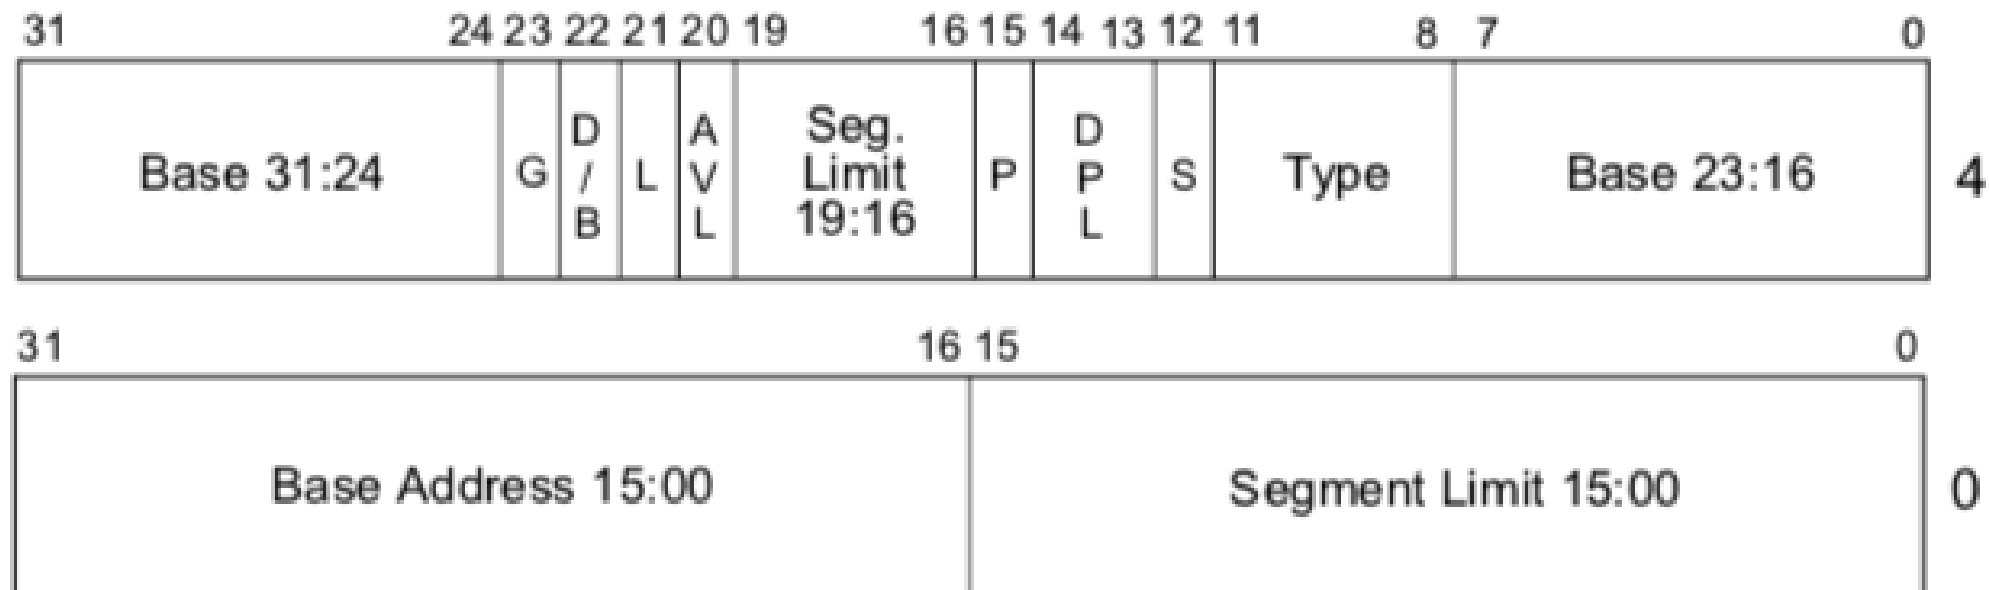 31 24 23 22 21 20 19 16 15 14 13 12 11 8 7 0
Base 31:24 G D/B L AVL Seg. Limit 19:16 P DPL S Type Base 23:16 4
31 16 15 0
Base Address 15:00 Segment Limit 15:00 0